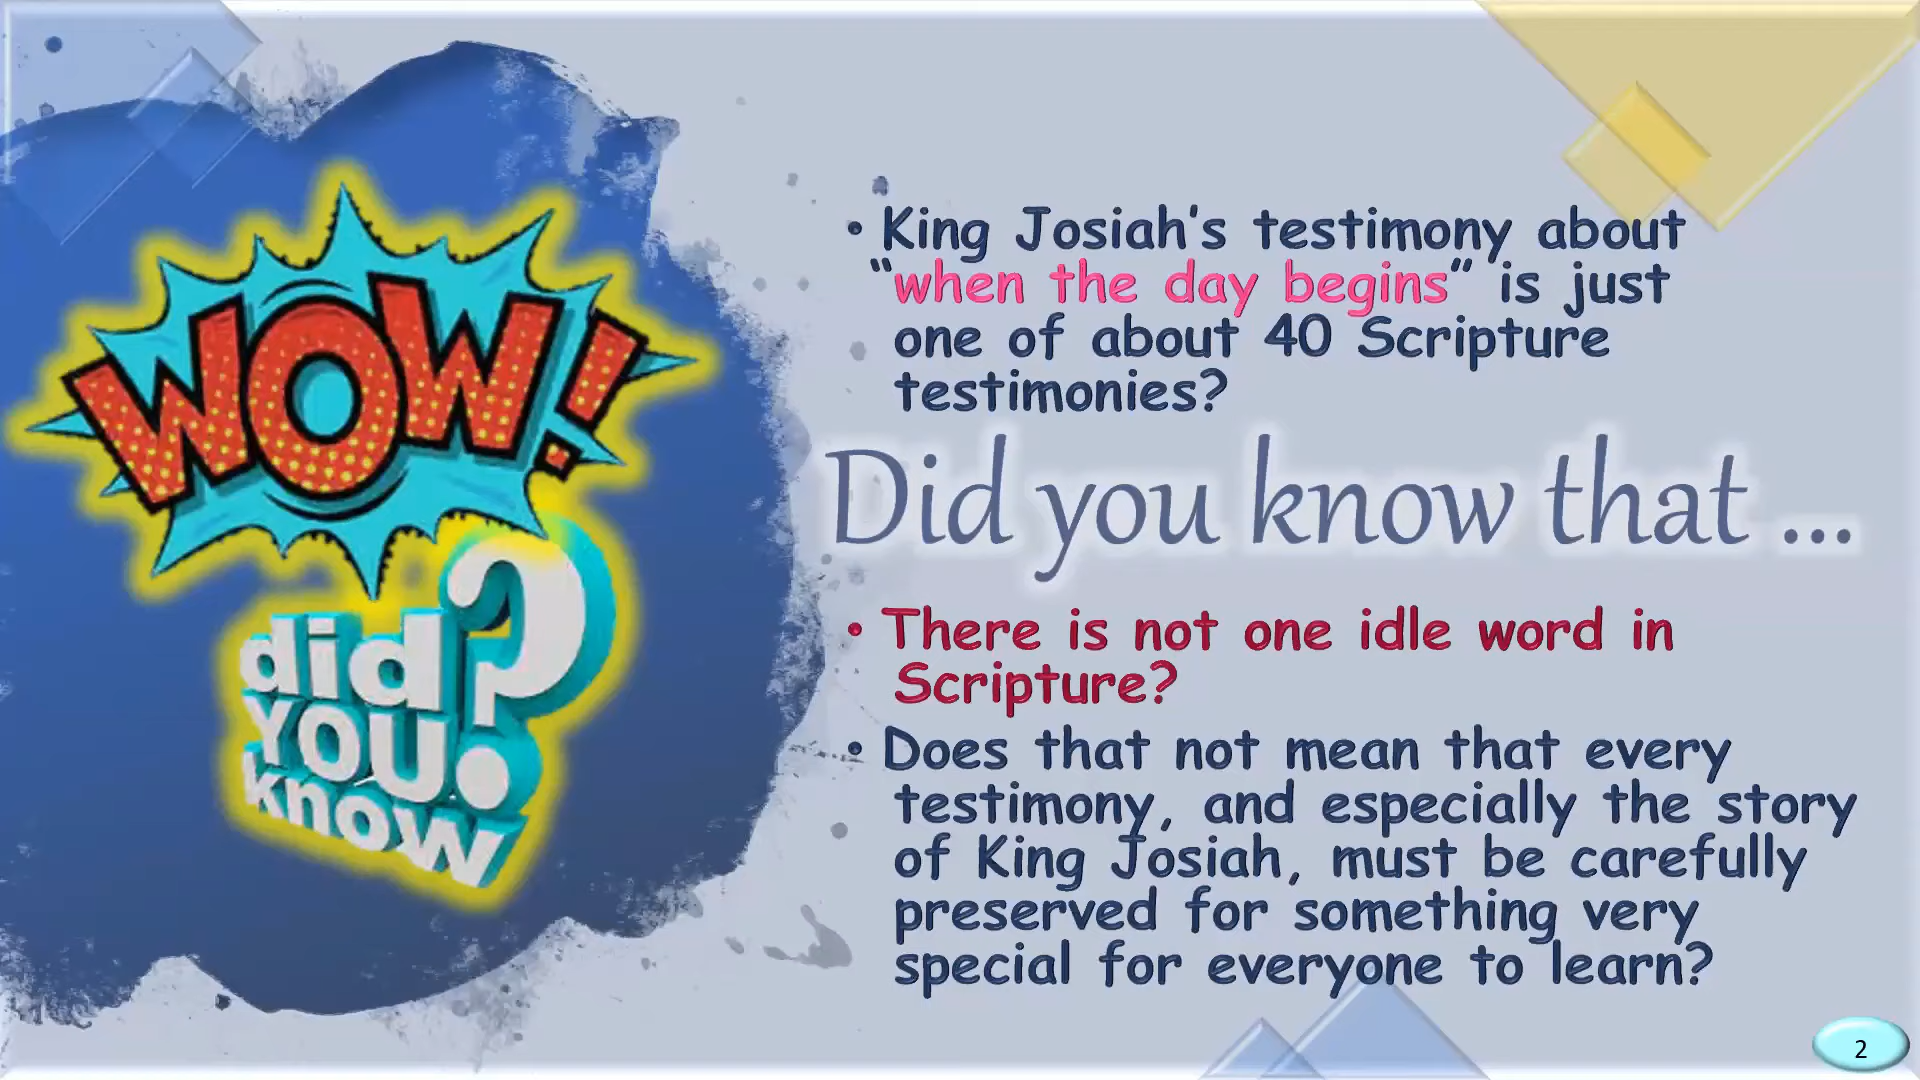 WOW!
did
YOU
know
?
• King Josiah's testimony about
“when the day begins” is just
one of about 40 Scripture
testimonies?
Did you know that ...
• There is not one idle word in
Scripture?
• Does that not mean that every
testimony, and especially the story
of King Josiah, must be carefully
preserved for something very
special for everyone to learn?
2